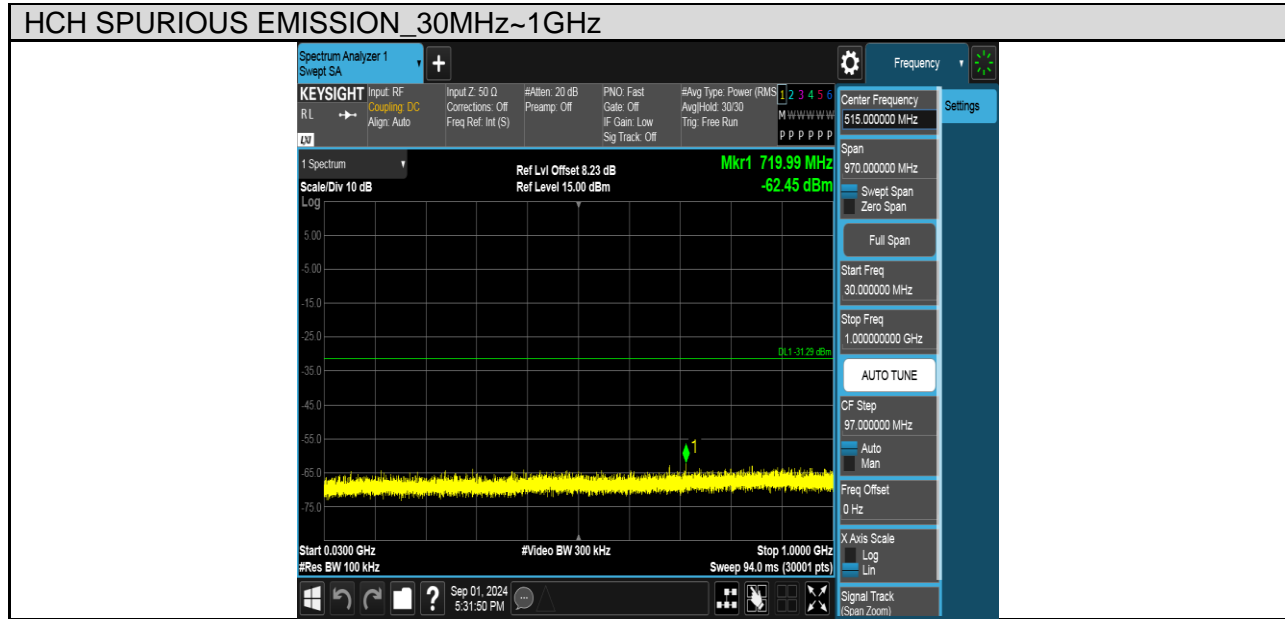 HCH SPURIOUS EMISSION_30MHz~1GHz
Spectrum Analyzer 1
Swept SA
+
Frequency
KEYSIGHT
RL
LXI
Input: RF
Coupling: DC
Align: Auto
Input Z: 50 Ω
Corrections: Off
Freq Ref: Int (S)
#Atten: 20 dB
Preamp: Off
PNO: Fast
Gate: Off
IF Gain: Low
Sig Track: Off
#Avg Type: Power (RMS
Avg|Hold: 30/30
Trig: Free Run
1 2 3 4 5 6
M W W W W W
P P P P P P
1 Spectrum
Scale/Div 10 dB
Log
Ref Lvl Offset 8.23 dB
Ref Level 15.00 dBm
Mkr1 719.99 MHz
-62.45 dBm
5.00
-5.00
-15.0
-25.0
DL1 -31.29 dBm
-35.0
-45.0
-55.0
1
-65.0
-75.0
Start 0.0300 GHz
#Res BW 100 kHz
#Video BW 300 kHz
Stop 1.0000 GHz
Sweep 94.0 ms (30001 pts)
?
Sep 01, 2024
5:31:50 PM
Center Frequency
515.000000 MHz
Settings
Span
970.000000 MHz
Swept Span
Zero Span
Full Span
Start Freq
30.000000 MHz
Stop Freq
1.000000000 GHz
AUTO TUNE
CF Step
97.000000 MHz
Auto
Man
Freq Offset
0 Hz
X Axis Scale
Log
Lin
Signal Track
(Span Zoom)